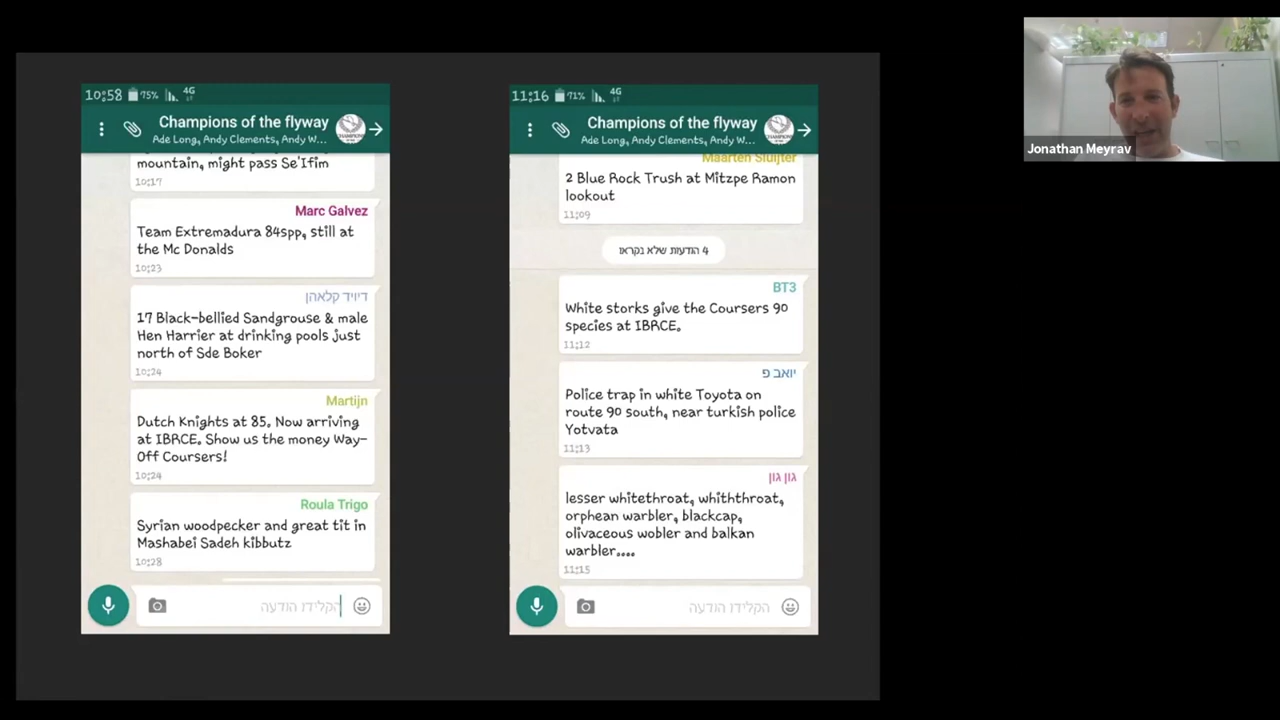 10:58 75% 4G
Champions of the flyway
Ade Long, Andy Clements, Andy W...
mountain, might pass Se'Ifim
10:17
Marc Galvez
Team Extremadura 84spp, still at
the Mc Donalds
10:23
דיויד קלאהן
17 Black-bellied Sandgrouse & male
Hen Harrier at drinking pools just
north of Sde Boker
10:24
Martijn
Dutch Knights at 85. Now arriving
at IBRCE. Show us the money Way-
Off Coursers!
10:24
Roula Trigo
Syrian woodpecker and great tit in
Mashabei Sadeh kibbutz
10:28
הקלידו הודעה
11:16 71% 4G
Champions of the flyway
Ade Long, Andy Clements, Andy W...
Maarten Sluijter
2 Blue Rock Trush at Mitzpe Ramon
lookout
11:09
4 הודעות שלא נקראו
BT3
White storks give the Coursers 90
species at IBRCE.
11:12
יואב פ
Police trap in white Toyota on
route 90 south, near turkish police
Yotvata
11:13
גון גון
lesser whitethroat, whiththroat,
orphean warbler, blackcap,
olivaceous wobler and balkan
warbler....
11:15
הקלידו הודעה
Jonathan Meyrav